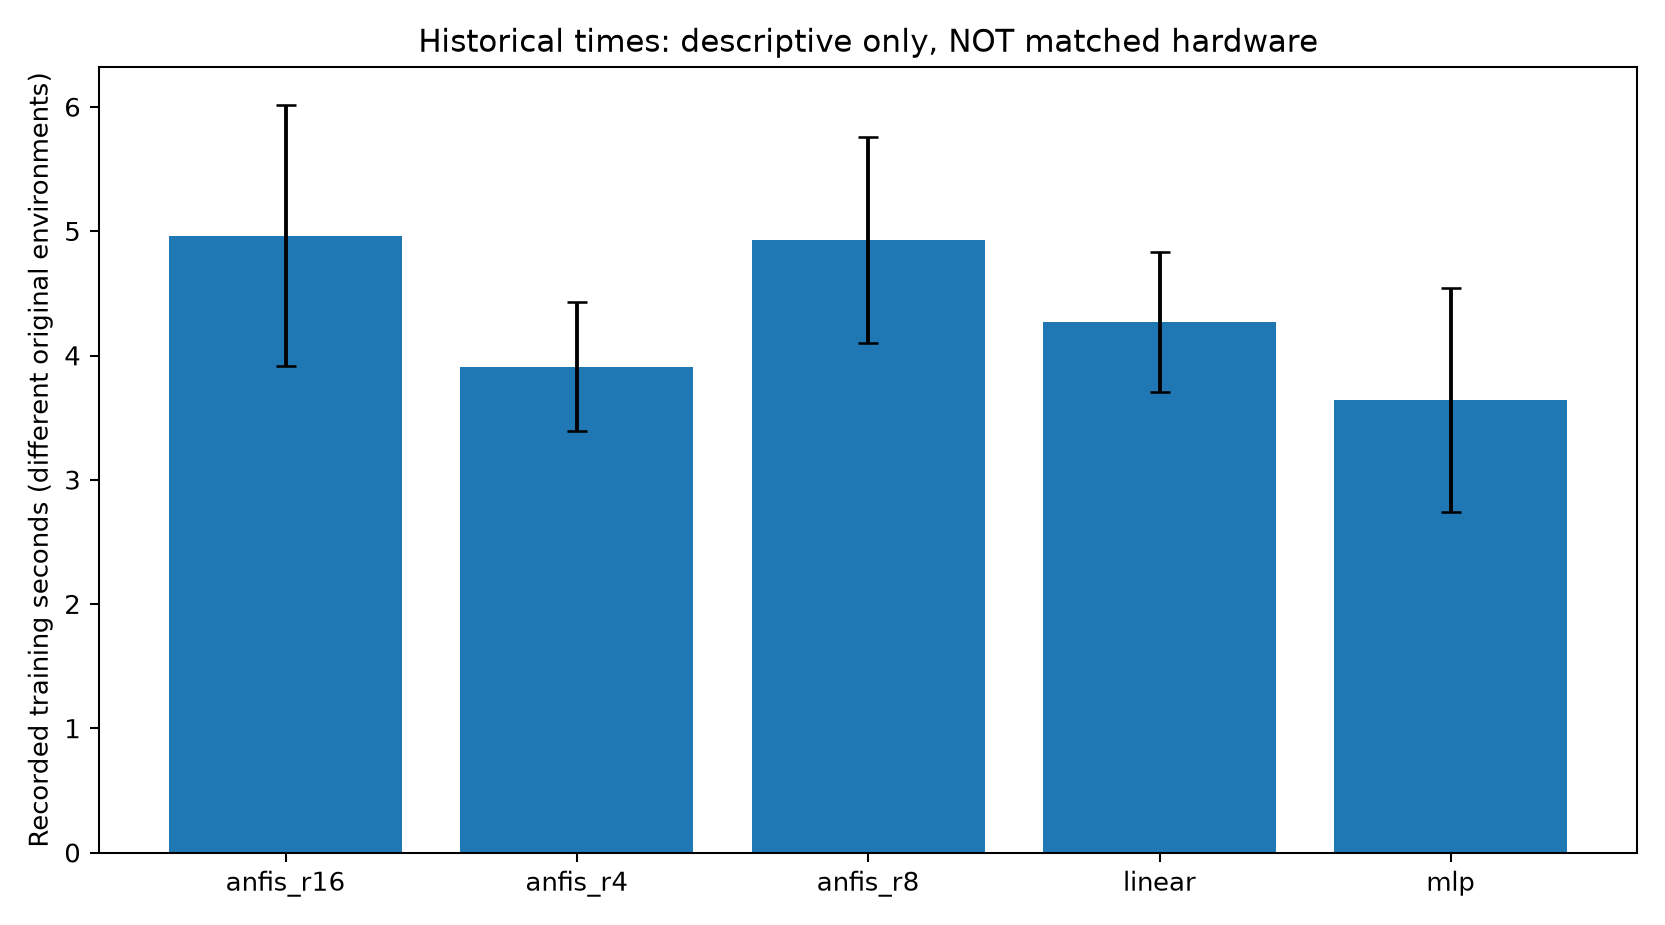 Historical times: descriptive only, NOT matched hardware
Recorded training seconds (different original environments)
6
5
4
3
2
1
0
anfis_r16
anfis_r4
anfis_r8
linear
mlp